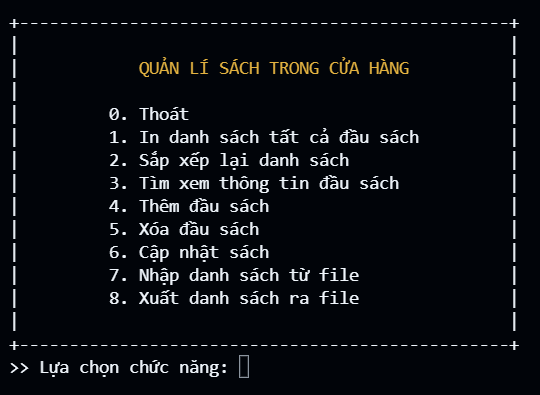 QUẢN LÍ SÁCH TRONG CỬA HÀNG
0. Thoát
1. In danh sách tất cả đầu sách
2. Sắp xếp lại danh sách
3. Tìm xem thông tin đầu sách
4. Thêm đầu sách
5. Xóa đầu sách
6. Cập nhật sách
7. Nhập danh sách từ file
8. Xuất danh sách ra file
>> Lựa chọn chức năng: